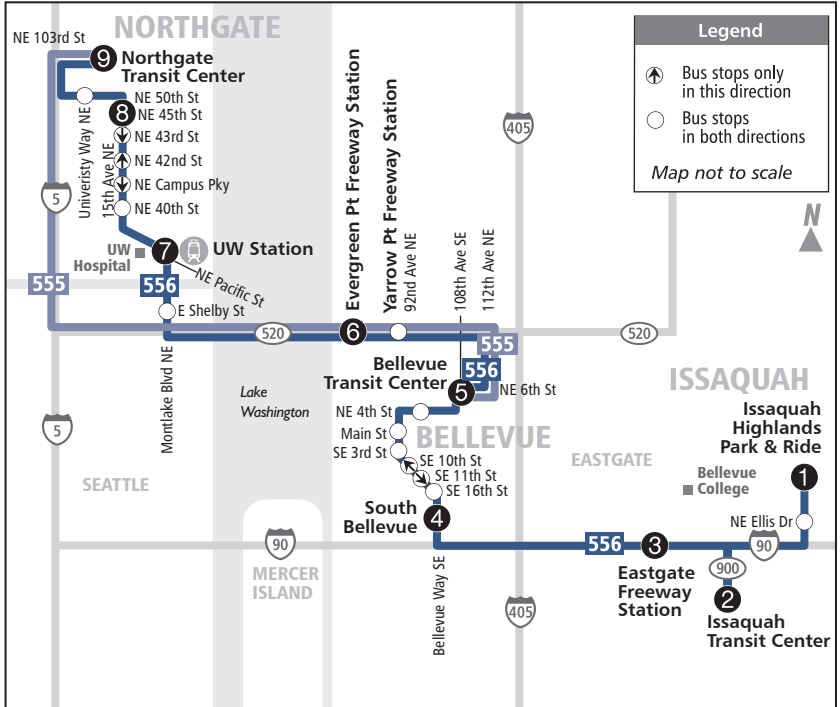 NORTHGATE
NE 103rd St
9
Northgate
Transit Center
NE 50th St
8
NE 45th St
NE 43rd St
NE 42nd St
NE Campus Pky
NE 40th St
Univeristy Way NE
15th Ave NE
5
7
UW Station
UW
Hospital
NE Pacific St
555
556
E Shelby St
520
Montlake Blvd NE
Evergreen Pt Freeway Station
6
Yarrow Pt Freeway Station
92nd Ave NE
108th Ave SE
112th Ave NE
405
Legend
Bus stops only
in this direction
Bus stops
in both directions
Map not to scale
N
520
555
556
Bellevue
Transit Center
5
NE 6th St
Lake
Washington
NE 4th St
Main St
SE 3rd St
BELLEVUE
SE 10th St
SE 11th St
SE 16th St
South
Bellevue
4
5
SEATTLE
90
MERCER
ISLAND
Bellevue Way SE
405
EASTGATE
ISSAQUAH
Issaquah
Highlands
Park & Ride
1
Bellevue
College
NE Ellis Dr
556
3
Eastgate
Freeway
Station
90
900
2
Issaquah
Transit Center